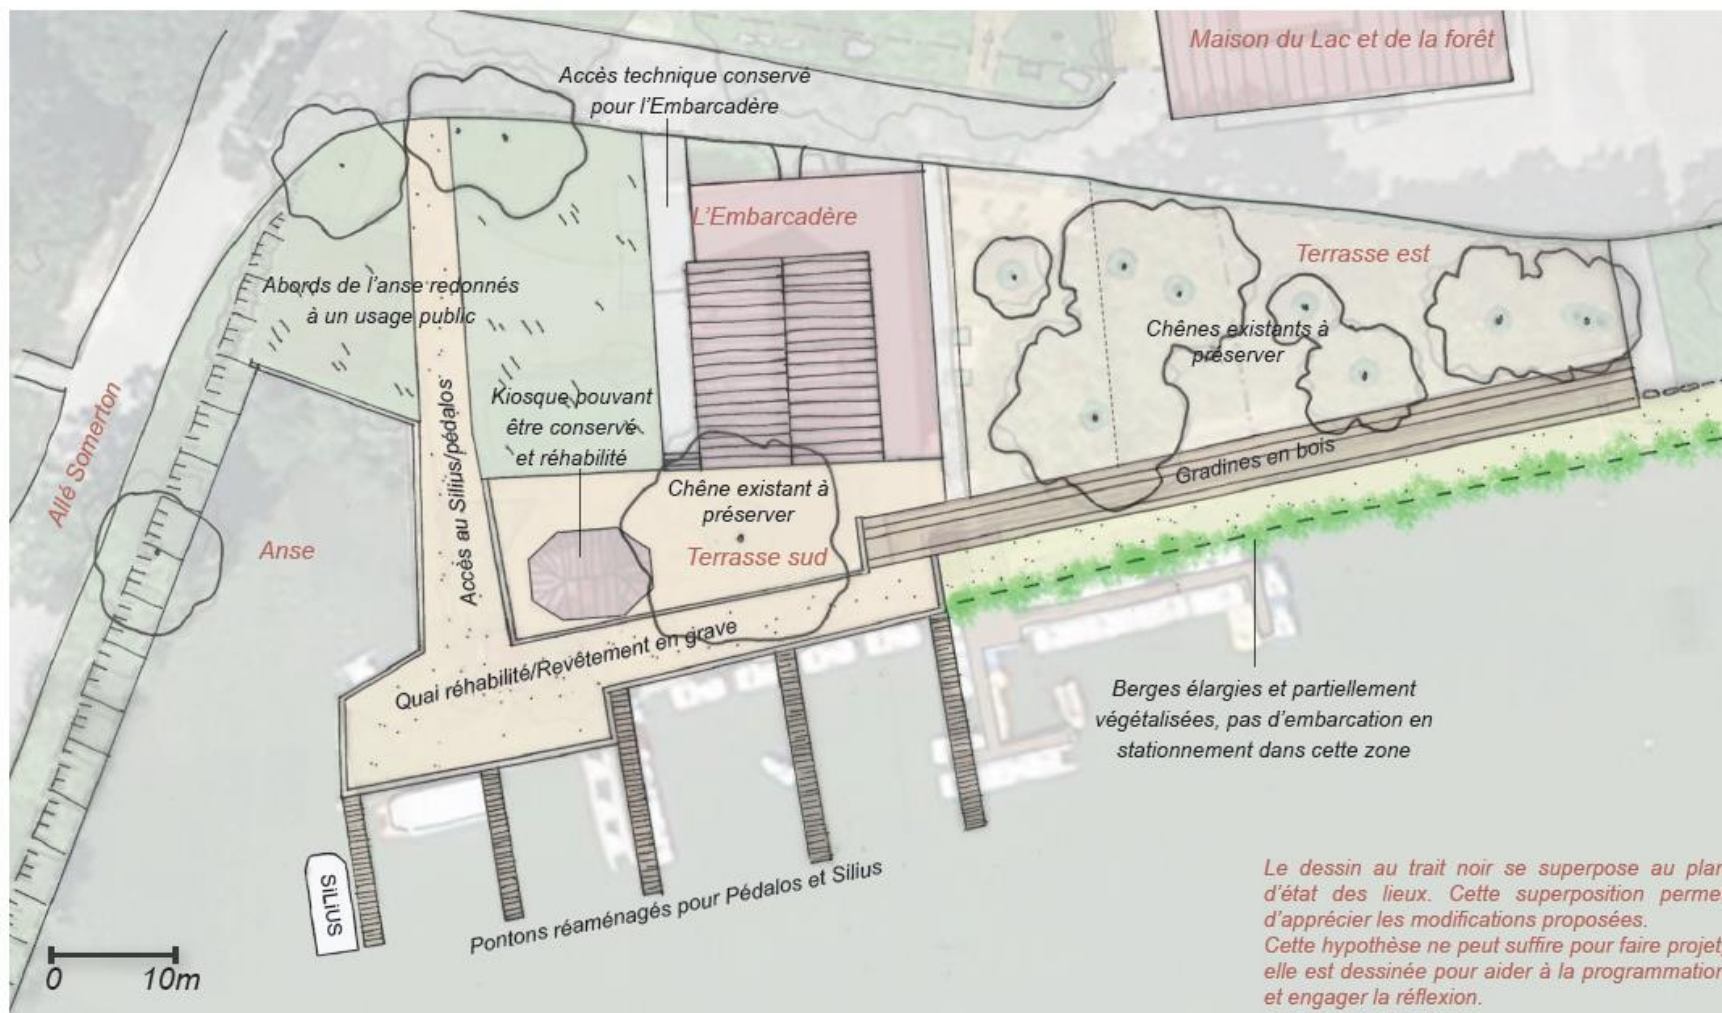 Maison du Lac et de la forêt
Accès technique conservé
pour l'Embarcadère
L'Embarcadère
Terrasse est
Abords de l'anse redonnés
à un usage public
Chênes existants à
préserver
Allé Somerton
Accès au Silius/pédalos
Kiosque pouvant
être conservé
et réhabilité
Gradines en bois
Chêne existant à
préserver
Anse
Terrasse sud
Quai réhabilité/Revêtement en grave
Berges élargies et partiellement
végétalisées, pas d'embarcation en
stationnement dans cette zone
SiLiUS
Pontons réaménagés pour Pédalos et Silius
0 10m
Le dessin au trait noir se superpose au plan
d'état des lieux. Cette superposition perme
d'apprécier les modifications proposées.
Cette hypothèse ne peut suffire pour faire projet,
elle est dessinée pour aider à la programmation
et engager la réflexion.